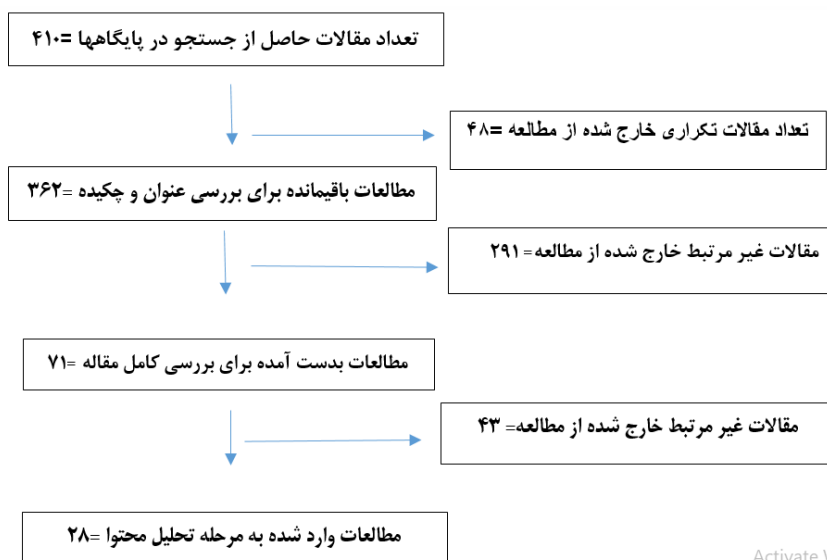 تعداد مقالات حاصل از جستجو در پایگاهها =۴۱۰
تعداد مقالات تکراری خارج شده از مطالعه =۴۸
مطالعات باقیمانده برای بررسی عنوان و چکیده =۳۶۲
مقالات غیر مرتبط خارج شده از مطالعه= ۲۹۱
مطالعات بدست آمده برای بررسی کامل مقاله =۷۱
مقالات غیر مرتبط خارج شده از مطالعه= ۴۳
مطالعات وارد شده به مرحله تحلیل محتوا =۲۸
Activate